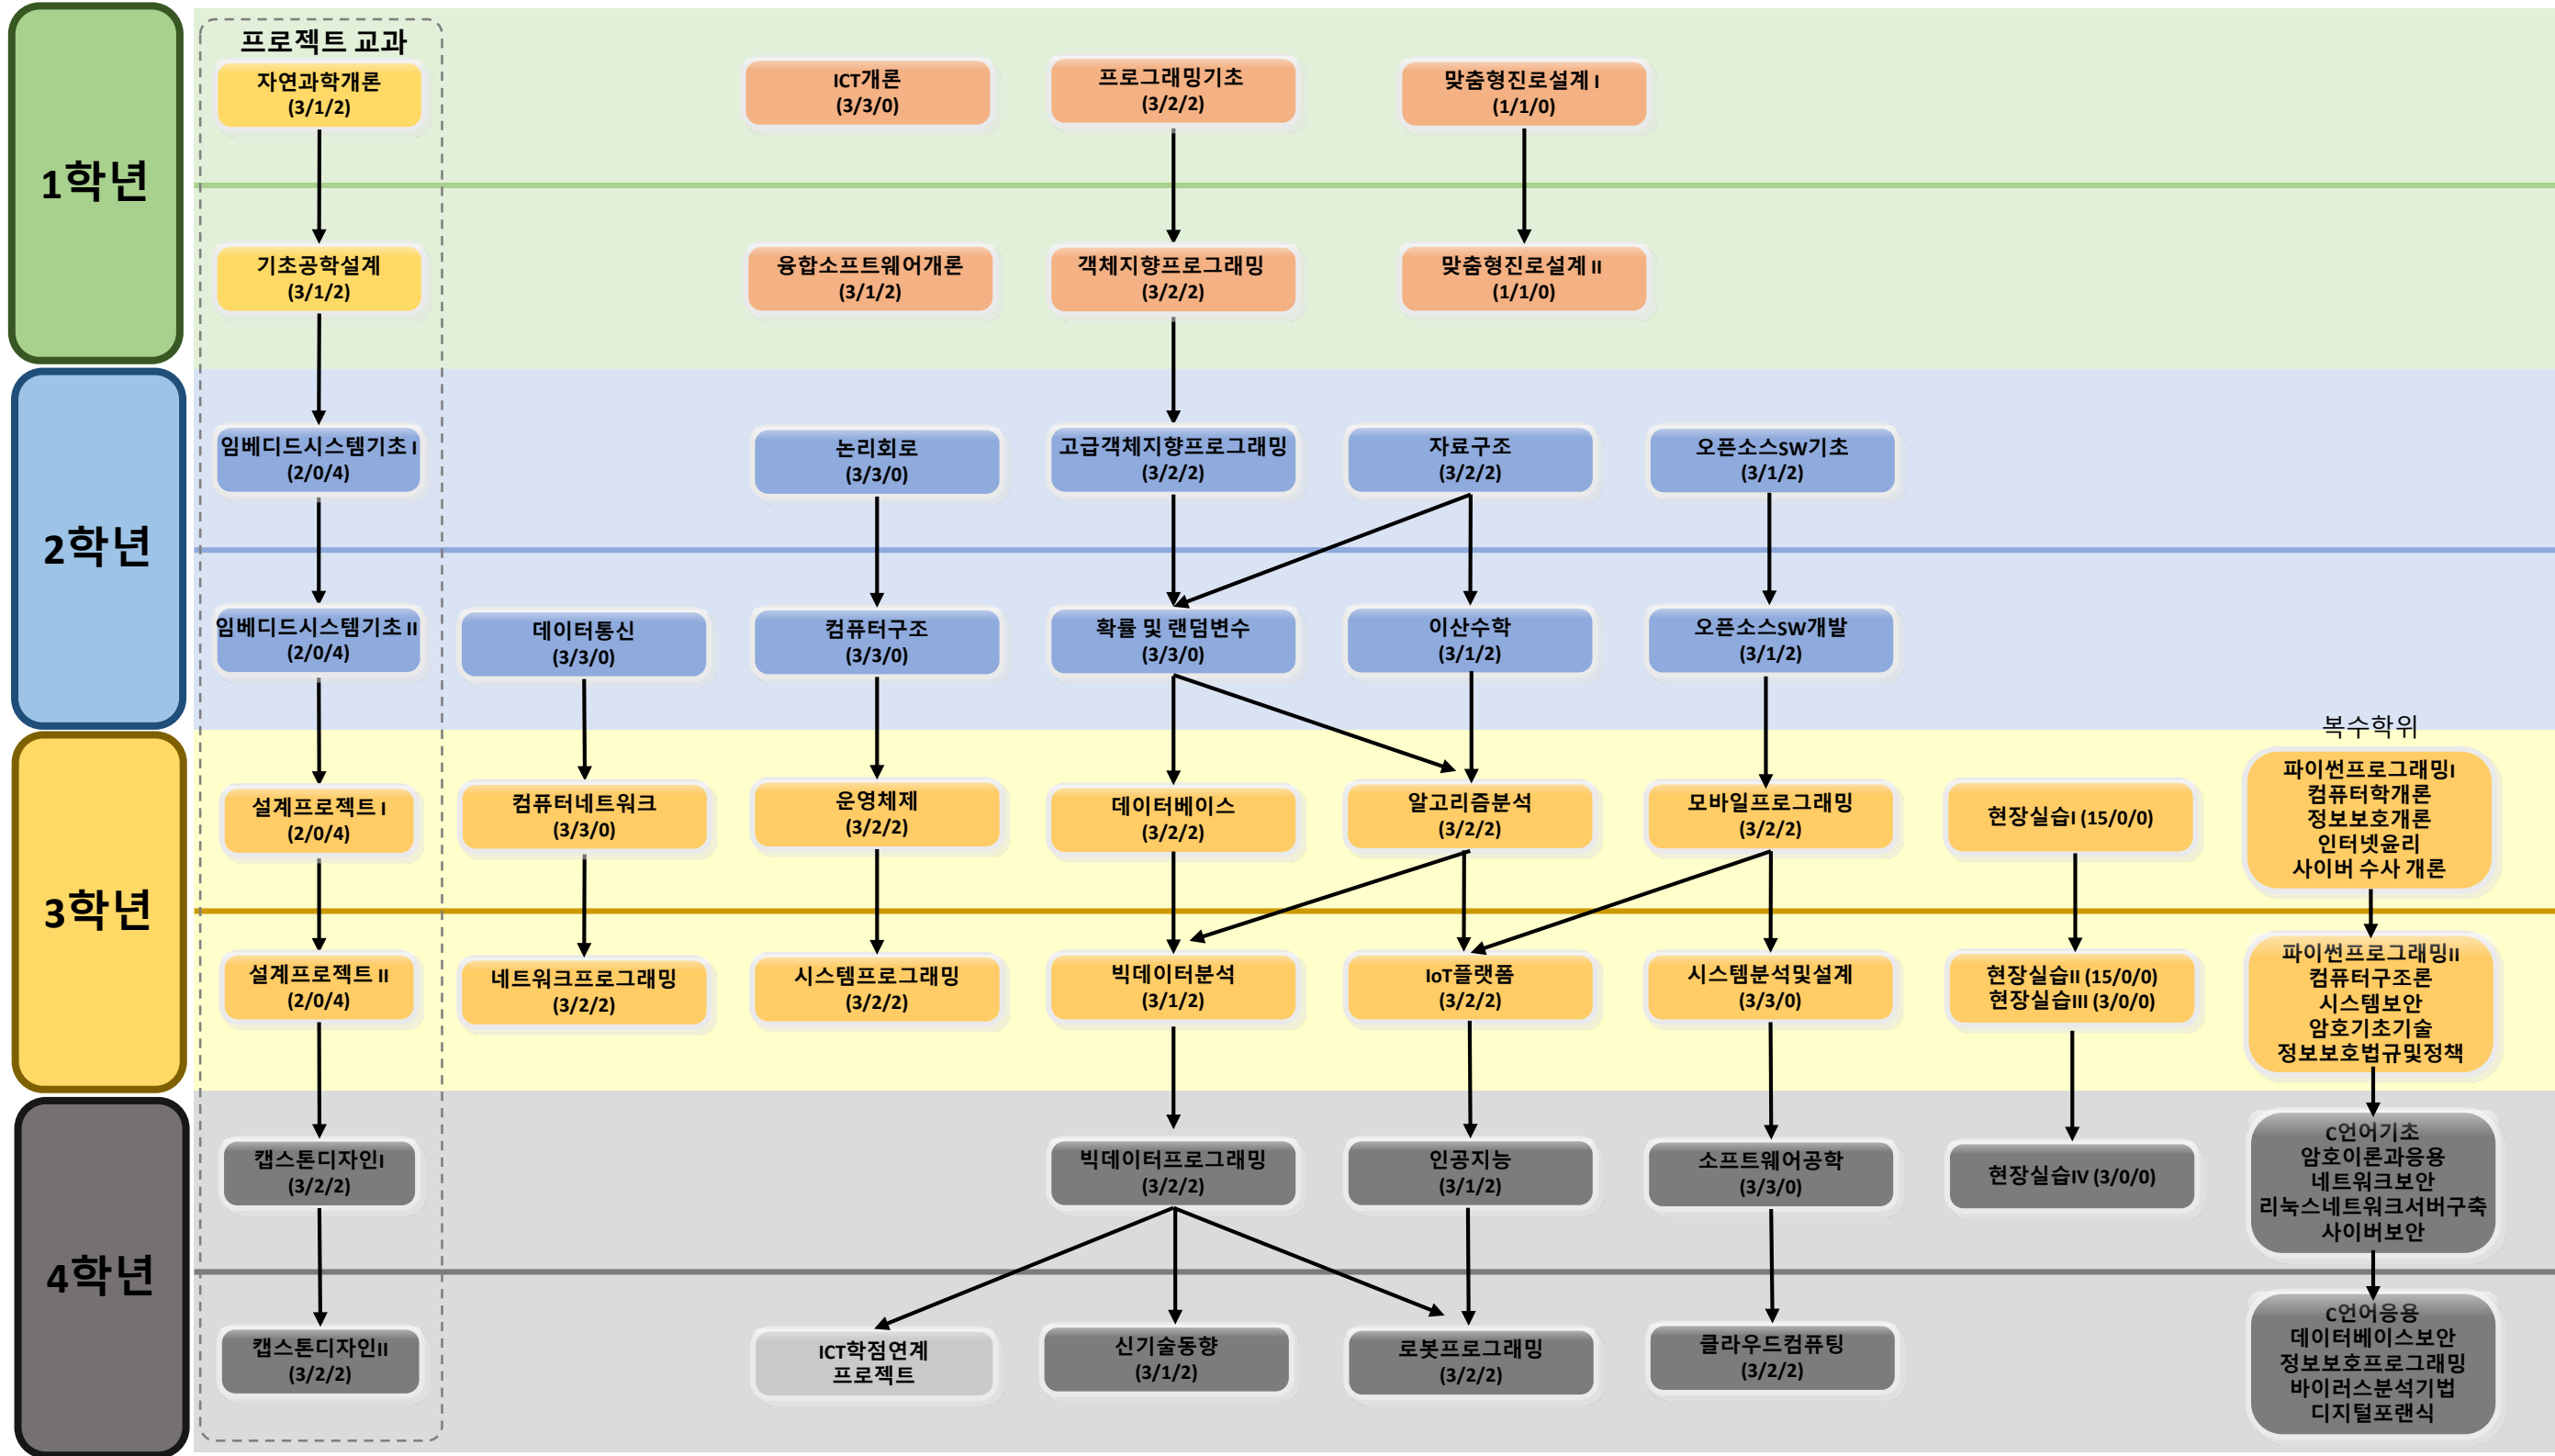 1학년
프로젝트 교과
자연과학개론
(3/1/2)
ICT개론
(3/3/0)
프로그래밍기초
(3/2/2)
맞춤형진로설계 I
(1/1/0)
기초공학설계
(3/1/2)
융합소프트웨어개론
(3/1/2)
객체지향프로그래밍
(3/2/2)
맞춤형진로설계 II
(1/1/0)
2학년
임베디드시스템기초 I
(2/0/4)
논리회로
(3/3/0)
고급객체지향프로그래밍
(3/2/2)
자료구조
(3/2/2)
오픈소스SW기초
(3/1/2)
임베디드시스템기초 II
(2/0/4)
데이터통신
(3/3/0)
컴퓨터구조
(3/3/0)
확률 및 랜덤변수
(3/3/0)
이산수학
(3/1/2)
오픈소스SW개발
(3/1/2)
3학년
설계프로젝트 I
(2/0/4)
컴퓨터네트워크
(3/3/0)
운영체제
(3/2/2)
데이터베이스
(3/2/2)
알고리즘분석
(3/2/2)
모바일프로그래밍
(3/2/2)
현장실습I (15/0/0)
복수학위
파이썬프로그래밍I
컴퓨터학개론
정보보호개론
인터넷윤리
사이버 수사 개론
설계프로젝트 II
(2/0/4)
네트워크프로그래밍
(3/2/2)
시스템프로그래밍
(3/2/2)
빅데이터분석
(3/1/2)
IoT플랫폼
(3/2/2)
시스템분석및설계
(3/3/0)
현장실습II (15/0/0)
현장실습III (3/0/0)
파이썬프로그래밍II
컴퓨터구조론
시스템보안
암호기초기술
정보보호법규및정책
4학년
캡스톤디자인I
(3/2/2)
빅데이터프로그래밍
(3/2/2)
인공지능
(3/1/2)
소프트웨어공학
(3/3/0)
현장실습IV (3/0/0)
C언어기초
암호이론과응용
네트워크보안
리눅스네트워크서버구축
사이버보안
캡스톤디자인II
(3/2/2)
ICT학점연계
프로젝트
신기술동향
(3/1/2)
로봇프로그래밍
(3/2/2)
클라우드컴퓨팅
(3/2/2)
C언어응용
데이터베이스보안
정보보호프로그래밍
바이러스분석기법
디지털포랜식